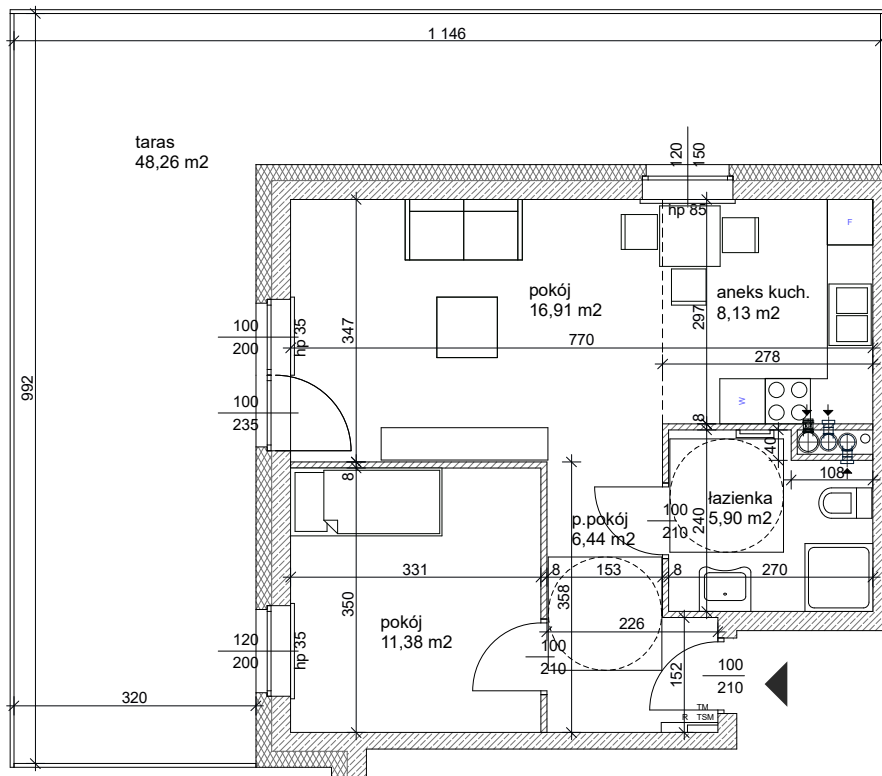 1 146
taras
48,26 m2
120
150
hp 85
F
pokój
16,91 m2
aneks kuch.
8,13 m2
297
347
770
278
100
200
hp 35
992
100
235
W
8
40
8
108
łazienka
5,90 m2
240
100
210
p.pokój
6,44 m2
331
8
153
8
270
350
358
pokój
11,38 m2
226
120
200
hp 35
100
210
152
100
210
320
TM
R TSM